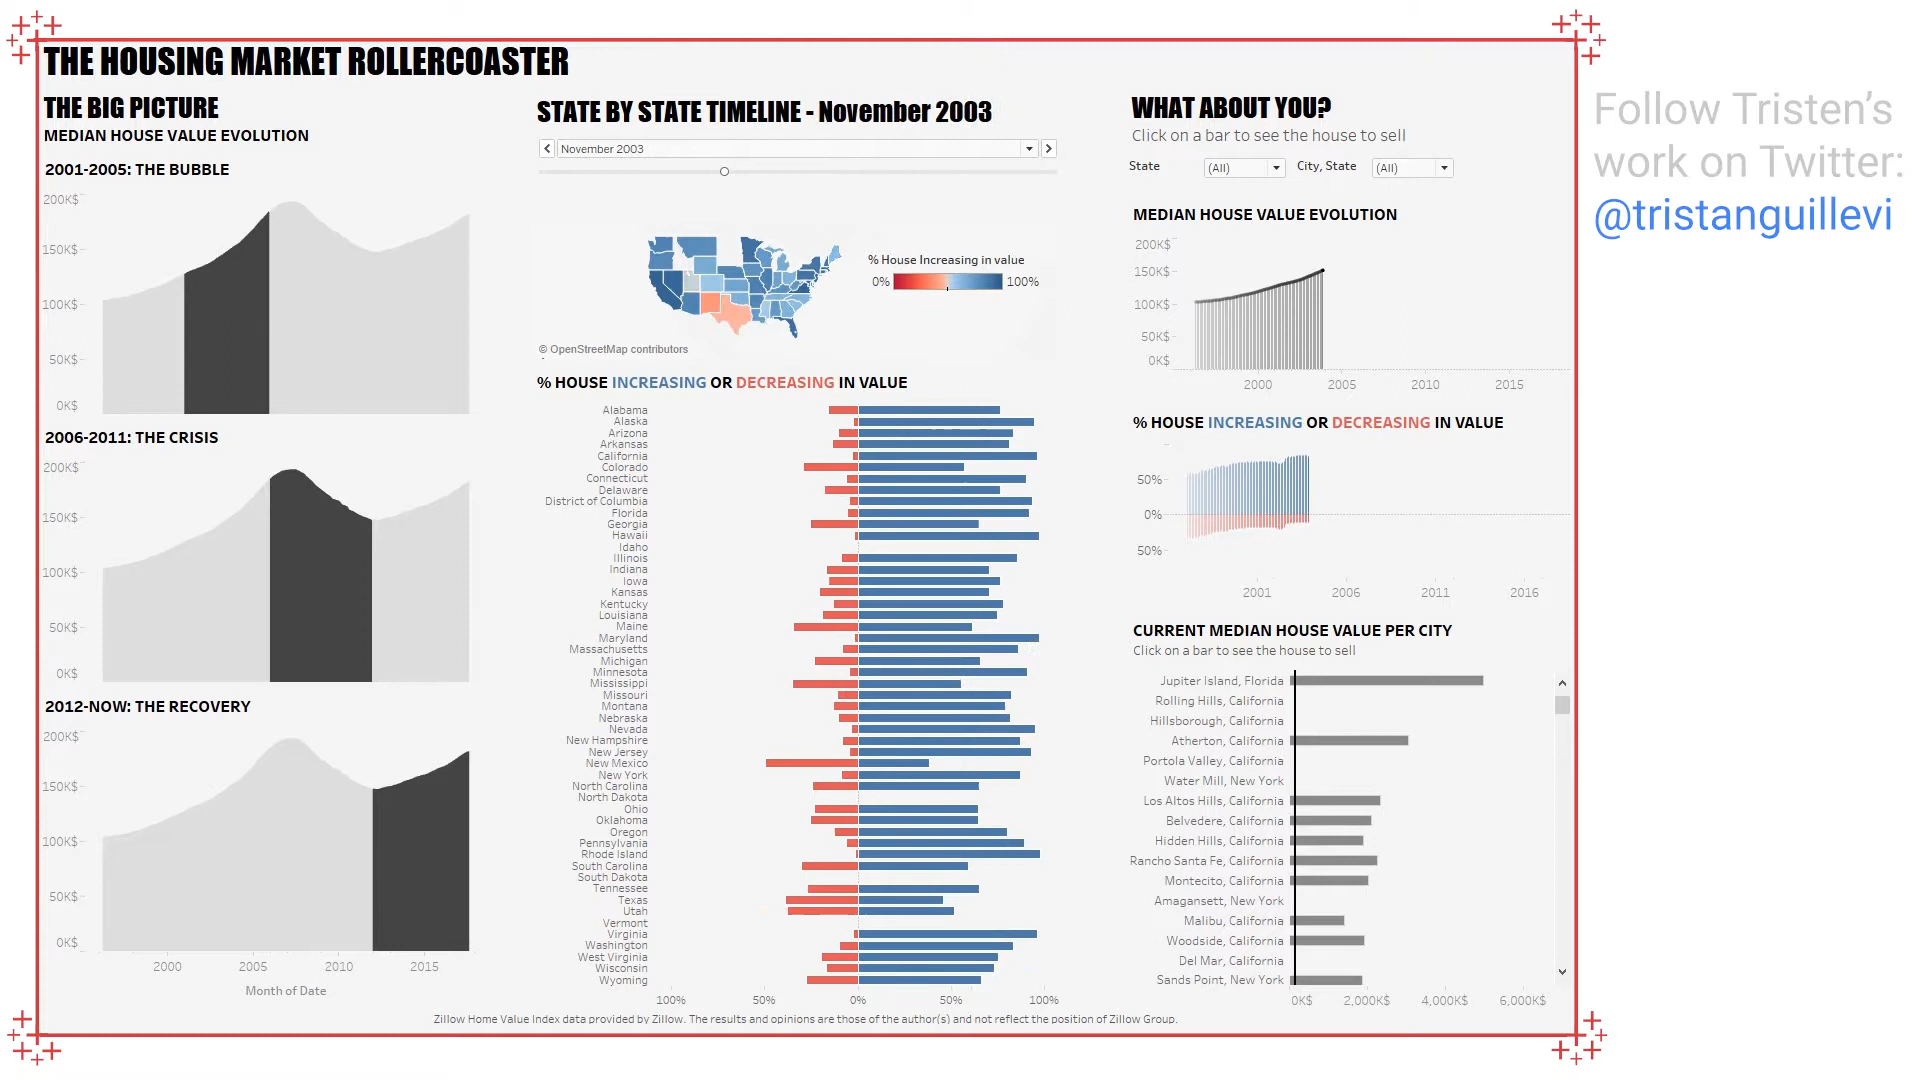 THE HOUSING MARKET ROLLERCOASTER
THE BIG PICTURE
MEDIAN HOUSE VALUE EVOLUTION
2001-2005: THE BUBBLE
200K$
150K$
100K$
50K$
0K$
2006-2011: THE CRISIS
200K$
150K$
100K$
50K$
0K$
2012-NOW: THE RECOVERY
200K$
150K$
100K$
50K$
0K$
2000 2005 2010 2015
Month of Date
STATE BY STATE TIMELINE - November 2003
November 2003
% House Increasing in value
0% 100%
© OpenStreetMap contributors
% HOUSE INCREASING OR DECREASING IN VALUE
Alabama
Alaska
Arizona
Arkansas
California
Colorado
Connecticut
Delaware
District of Columbia
Florida
Georgia
Hawaii
Idaho
Illinois
Indiana
Iowa
Kansas
Kentucky
Louisiana
Maine
Maryland
Massachusetts
Michigan
Minnesota
Mississippi
Missouri
Montana
Nebraska
Nevada
New Hampshire
New Jersey
New Mexico
New York
North Carolina
North Dakota
Ohio
Oklahoma
Oregon
Pennsylvania
Rhode Island
South Carolina
South Dakota
Tennessee
Texas
Utah
Vermont
Virginia
Washington
West Virginia
Wisconsin
Wyoming
100% 50% 0% 50% 100%
WHAT ABOUT YOU?
Click on a bar to see the house to sell
State (All) City, State (All)
MEDIAN HOUSE VALUE EVOLUTION
200K$
150K$
100K$
50K$
0K$
2000 2005 2010 2015
% HOUSE INCREASING OR DECREASING IN VALUE
50%
0%
50%
2001 2006 2011 2016
CURRENT MEDIAN HOUSE VALUE PER CITY
Click on a bar to see the house to sell
Jupiter Island, Florida
Rolling Hills, California
Hillsborough, California
Atherton, California
Portola Valley, California
Water Mill, New York
Los Altos Hills, California
Belvedere, California
Hidden Hills, California
Rancho Santa Fe, California
Montecito, California
Amagansett, New York
Malibu, California
Woodside, California
Del Mar, California
Sands Point, New York
0K$ 2,000K$ 4,000K$ 6,000K$
Zillow Home Value Index data provided by Zillow. The results and opinions are those of the author(s) and not reflect the position of Zillow Group.
Follow Tristen’s
work on Twitter:
@tristanguillevi